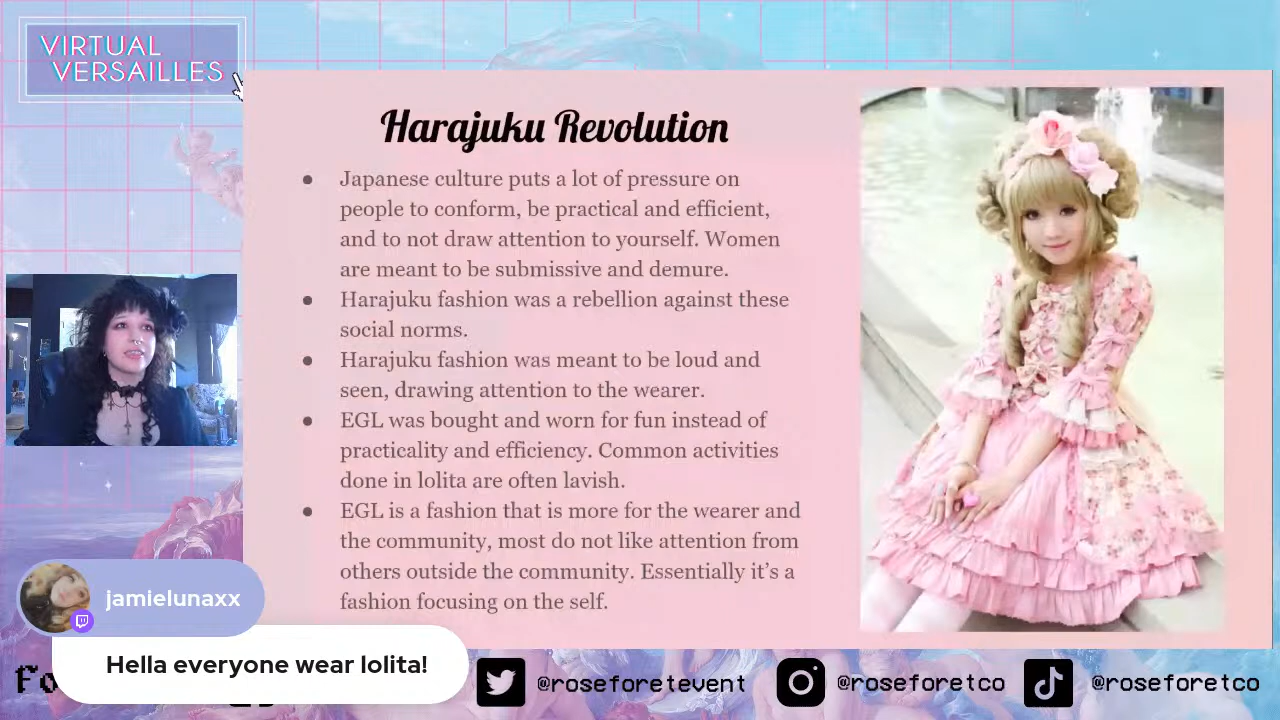 VIRTUAL
VERSAILLES
Harajuku Revolution
● Japanese culture puts a lot of pressure on
people to conform, be practical and efficient,
and to not draw attention to yourself. Women
are meant to be submissive and demure.
● Harajuku fashion was a rebellion against these
social norms.
● Harajuku fashion was meant to be loud and
seen, drawing attention to the wearer.
● EGL was bought and worn for fun instead of
practicality and efficiency. Common activities
done in lolita are often lavish.
● EGL is a fashion that is more for the wearer and
the community, most do not like attention from
others outside the community. Essentially it’s a
fashion focusing on the self.
jamielunaxx
Hella everyone wear lolita!
@roseforetevent
@roseforetco
@roseforetco